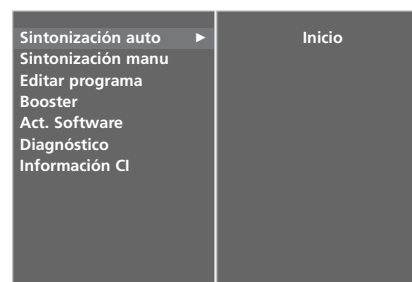 Sintonización auto ► Inicio
Sintonización manu
Editar programa
Booster
Act. Software
Diagnóstico
Información CI